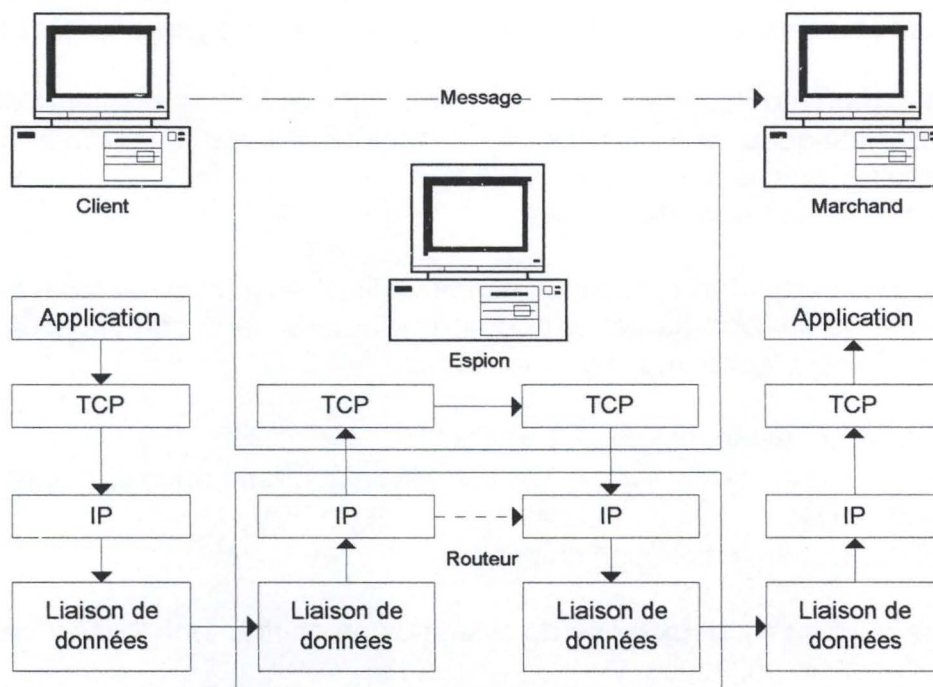 Message
Client
Marchand
Espion
Application
Application
TCP
TCP
TCP
TCP
IP
IP
IP
IP
Routeur
Liaison de
données
Liaison de
données
Liaison de
données
Liaison de
données